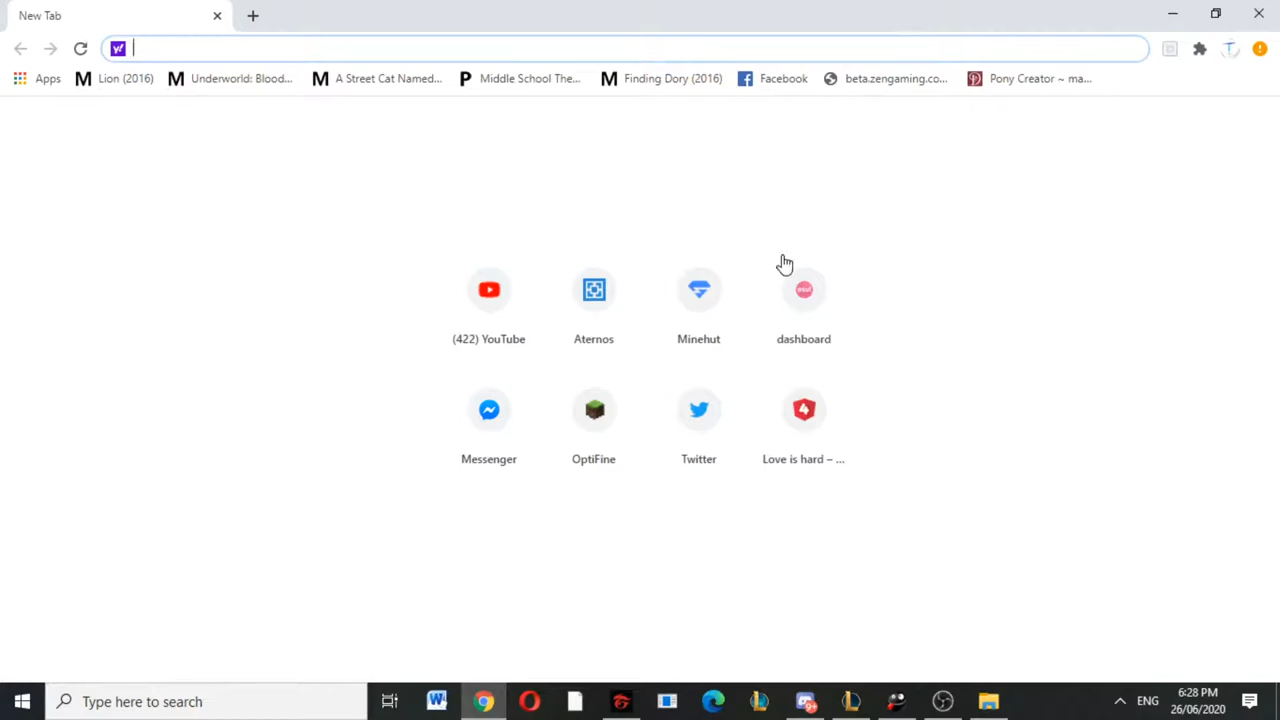 New Tab
Apps
Lion (2016)
Underworld: Blood...
A Street Cat Named...
Middle School The...
Finding Dory (2016)
Facebook
beta.zengaming.co...
Pony Creator ~ ma...
(422) YouTube
Aternos
Minehut
osu!
dashboard
Messenger
OptiFine
Twitter
Love is hard – ...
Type here to search
ENG
6:28 PM
26/06/2020